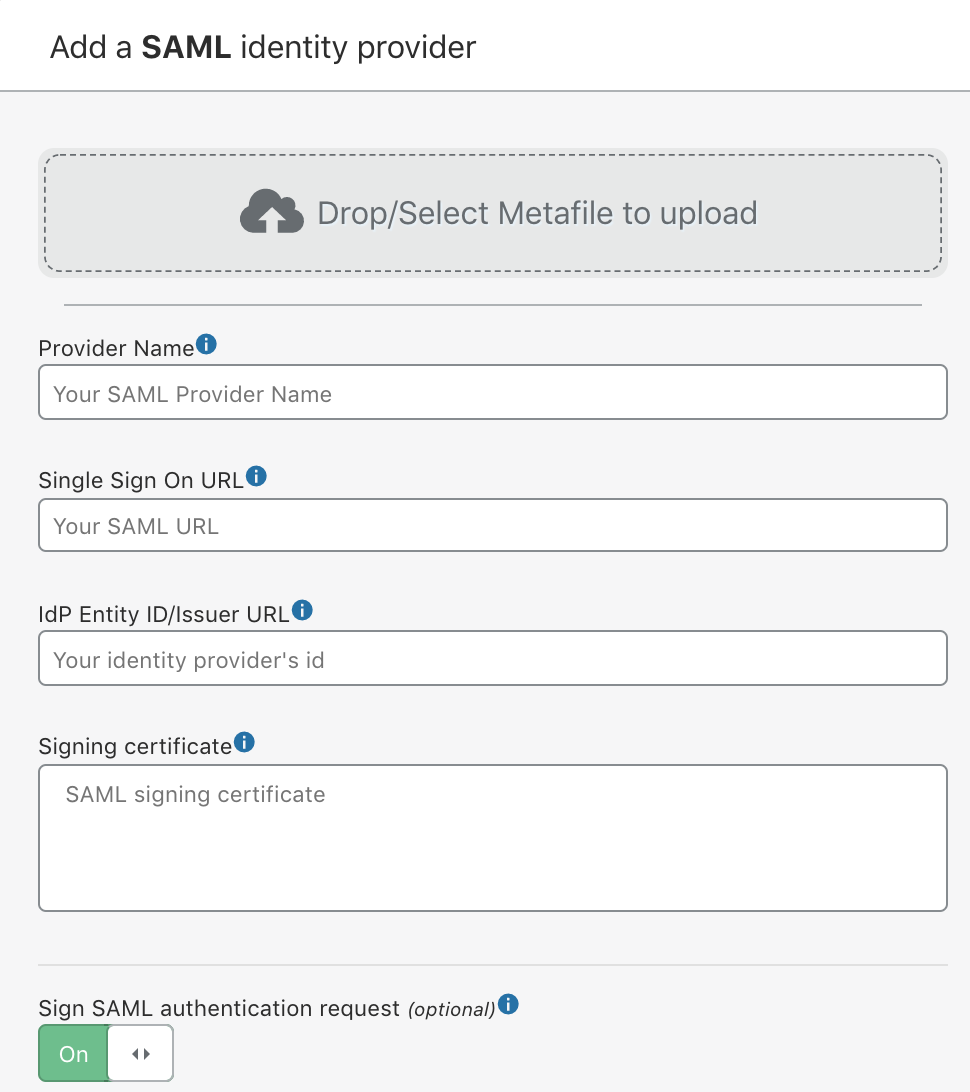 Add a SAML identity provider
Drop/Select Metafile to upload
Provider Name
Your SAML Provider Name
Single Sign On URL
Your SAML URL
IdP Entity ID/Issuer URL
Your identity provider's id
Signing certificate
SAML signing certificate
Sign SAML authentication request (optional)
On